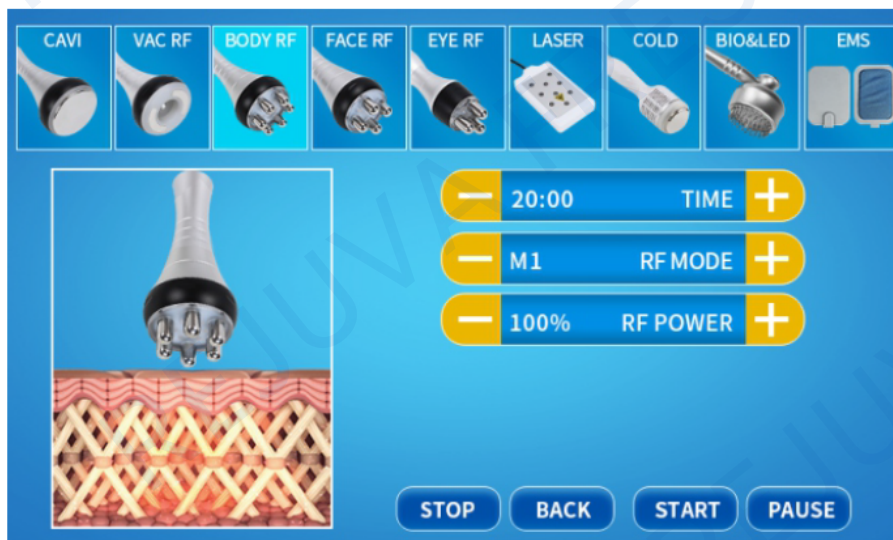 CAVI
VAC RF
BODY RF
FACE RF
EYE RF
LASER
COLD
BIO&LED
EMS
20:00 TIME
M1 RF MODE
100% RF POWER
STOP BACK START PAUSE